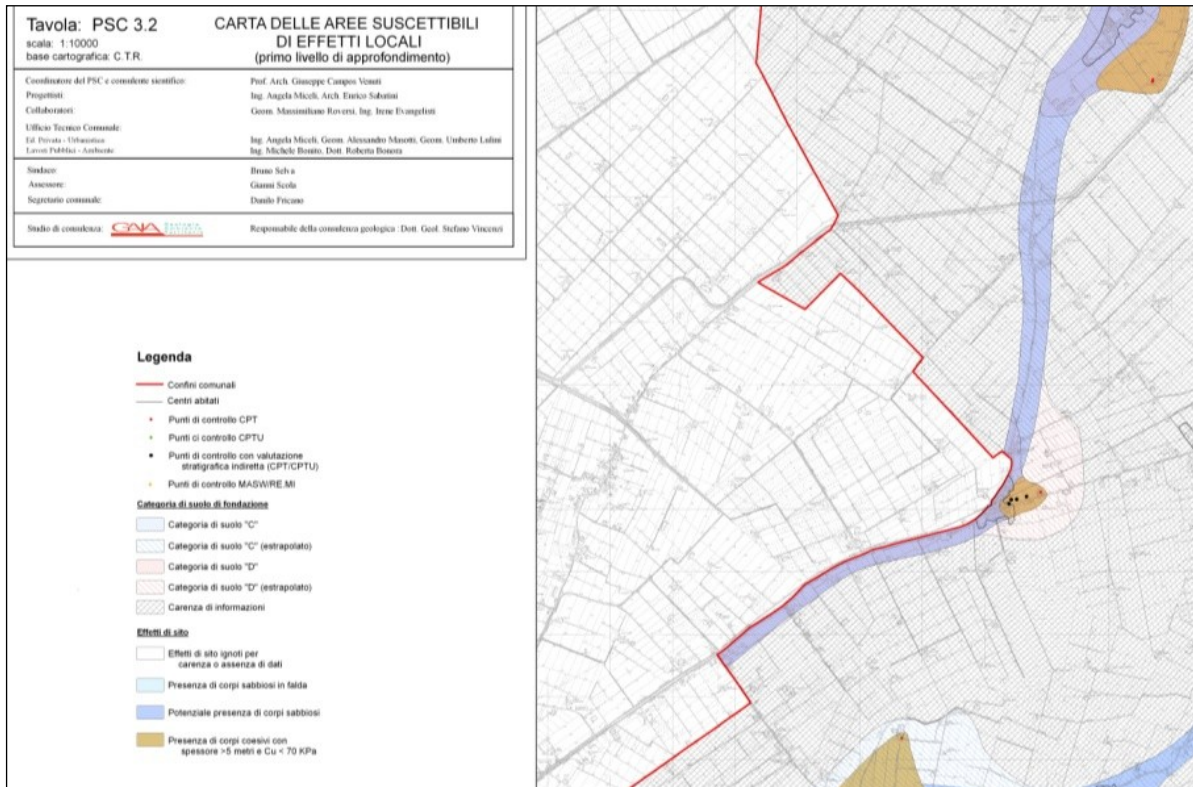 Tavola: PSC 3.2
scala: 1:10000
base cartografica: C.T.R.
CARTA DELLE AREE SUSCETTIBILI
DI EFFETTI LOCALI
(primo livello di approfondimento)
Coordinatore del PSC e consulente scientifico: Prof. Arch. Giuseppe Campos Venuti
Progettisti: Ing. Angela Miceli, Arch. Enrico Sabatini
Collaboratori: Geom. Massimiliano Roversi, Ing. Irene Evangelisti
Ufficio Tecnico Comunale:
Ed. Privata - Urbanistica Ing. Angela Miceli, Geom. Alessandro Masotti, Geom. Umberto
Lavori Pubblici - Ambiente Ing. Michele Bonito, Dott. Roberta Bonora
Sindaco: Bruno Selva
Assessore: Gianni Scola
Segretario comunale: Danilo Fricano
Studio di consulenza: GAIA Responsabile della consulenza geologica : Dott. Geol. Stefano Vincenzi
Legenda
Confini comunali
Centri abitati
Punti di controllo CPT
Punti ci controllo CPTU
Punti di controllo con valutazione
stratigrafica indiretta (CPT/CPTU)
Punti di controllo MASW/RE.MI
Categoria di suolo di fondazione
Categoria di suolo "C"
Categoria di suolo "C" (estrapolato)
Categoria di suolo "D"
Categoria di suolo "D" (estrapolato)
Carenza di informazioni
Effetti di sito
Effetti di sito ignoti per
carenza o assenza di dati
Presenza di corpi sabbiosi in falda
Potenziale presenza di corpi sabbiosi
Presenza di corpi coesivi con
spessore >5 metri e Cu < 70 KPa